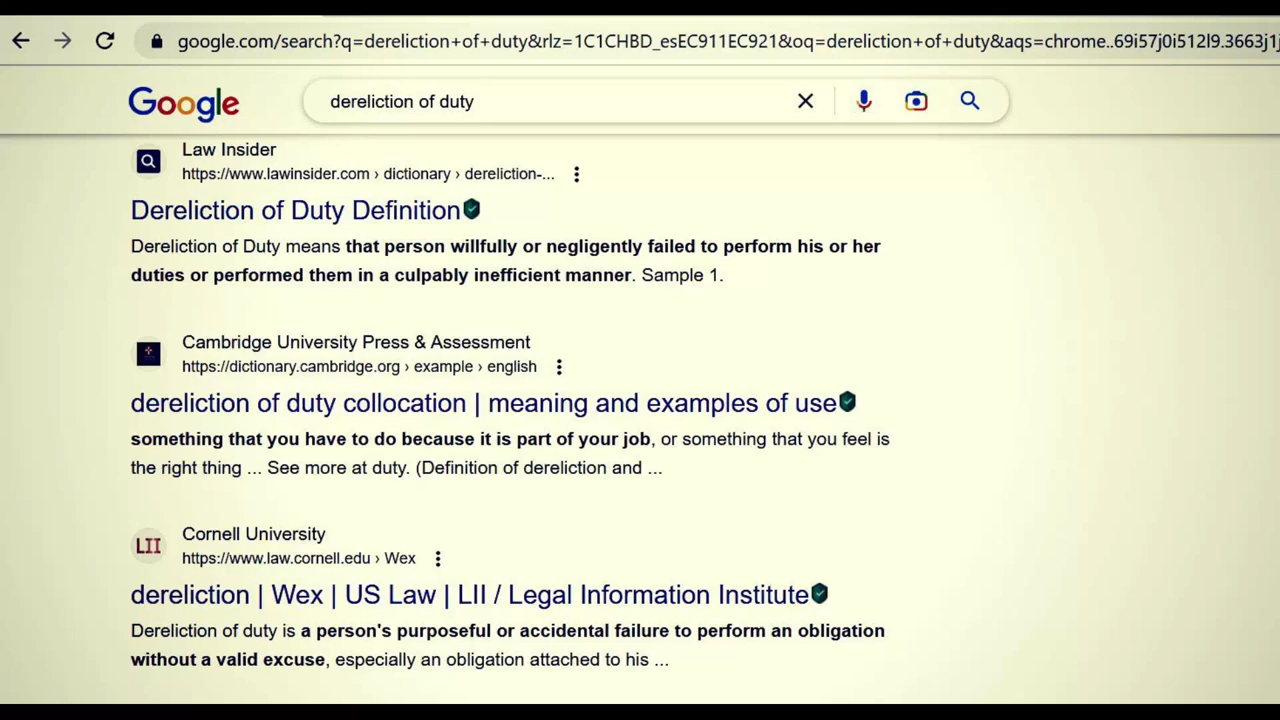 google.com/search?q=dereliction+of+duty&rlz=1C1CHBD_esEC911EC921&oq=dereliction+of+duty&aqs=chrome..69i57j0i512l9.3663j1j
Google
dereliction of duty
Law Insider
https://www.lawinsider.com › dictionary › dereliction-...
Dereliction of Duty Definition
Dereliction of Duty means that person willfully or negligently failed to perform his or her
duties or performed them in a culpably inefficient manner. Sample 1.
Cambridge University Press & Assessment
https://dictionary.cambridge.org › example › english
dereliction of duty collocation | meaning and examples of use
something that you have to do because it is part of your job, or something that you feel is
the right thing ... See more at duty. (Definition of dereliction and ...
LII
Cornell University
https://www.law.cornell.edu › Wex
dereliction | Wex | US Law | LII / Legal Information Institute
Dereliction of duty is a person's purposeful or accidental failure to perform an obligation
without a valid excuse, especially an obligation attached to his ...